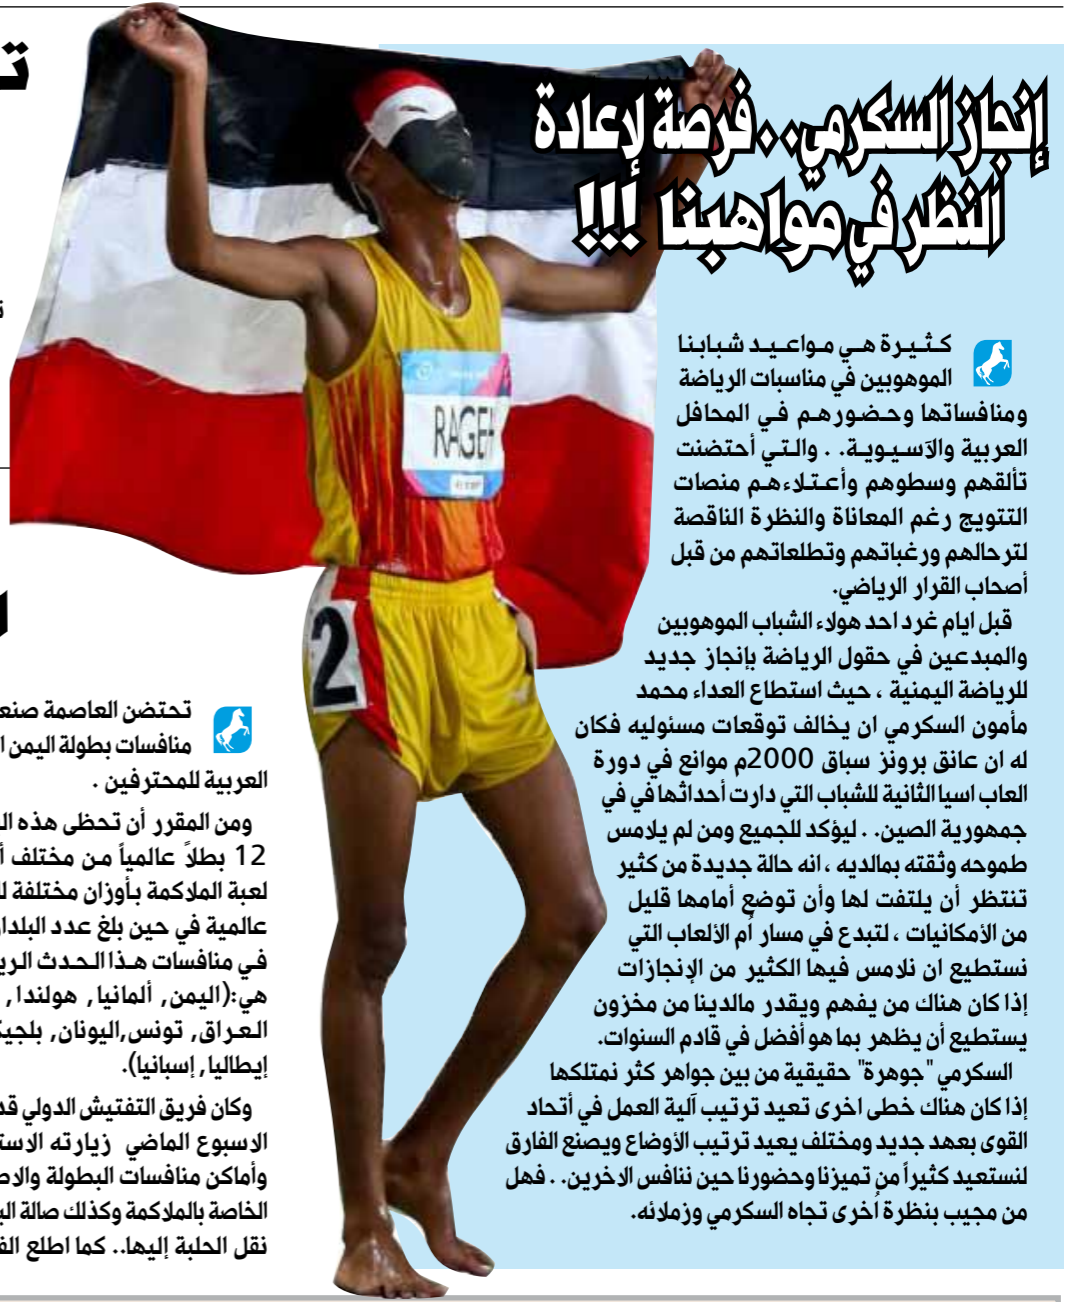 إنجاز السكرمي.. فرصة لإعادة
النظر في مواهبنا !!!
كثيرة هي مواعيد شبابنا
الموهوبين في مناسبات الرياضة
ومنافساتها وحضورهم في المحافل
العربية والآسيوية. . والتي أحتضنت
تألقهم وسطوهم وأعتلاءهم منصات
التتويج رغم المعاناة والنظرة الناقصة
لترحالهم ورغباتهم وتطلعاتهم من قبل
أصحاب القرار الرياضي.
قبل ايام غرد احد هولاء الشباب الموهوبين
والمبدعين في حقول الرياضة بإنجاز جديد
للرياضة اليمنية ، حيث استطاع العداء محمد
مأمون السكرمي ان يخالف توقعات مسئوليه فكان
له ان عانق برونز سباق 2000م موانع في دورة
العاب اسيا الثانية للشباب التي دارت أحداثها في في
جمهورية الصين. . ليؤكد للجميع ومن لم يلامس
طموحه وثقته بمالديه ، انه حالة جديدة من كثير
تنتظر أن يلتفت لها وأن توضع أمامها قليل
من الأمكانيات ، لتبدع في مسار أم الألعاب التي
نستطيع ان نلامس فيها الكثير من الإنجازات
إذا كان هناك من يفهم ويقدر مالدينا من مخزون
يستطيع أن يظهر بما هو أفضل في قادم السنوات.
السكرمي "جوهرة" حقيقية من بين جواهر كثر نمتلكها
إذا كان هناك خطى اخرى تعيد ترتيب آلية العمل في أتحاد
القوى بعهد جديد ومختلف يعيد ترتيب الأوضاع ويصنع الفارق
لنستعيد كثيراً من تميزنا وحضورنا حين ننافس الاخرين. . فهل
من مجيب بنظرة أخرى تجاه السكرمي وزملائه.
RAGEH
2
تحتضن العاصمة صنع
منافسات بطولة اليمن ا
العربية للمحترفين .
ومن المقرر أن تحظى هذه ال
12 بطلاً عالمياً من مختلف أ
لعبة الملاكمة بأوزان مختلفة ل
عالمية في حين بلغ عدد البلدا
في منافسات هذا الحدث الري
هي:(اليمن, ألمانيا, هولندا,
العراق, تونس,اليونان, بلجي
إيطاليا, إسبانيا).
وكان فريق التفتيش الدولي قد
الاسبوع الماضي زيارته الاست
وأماكن منافسات البطولة والاص
الخاصة بالملاكمة وكذلك صالة الب
نقل الحلبة إليها.. كما اطلع الف